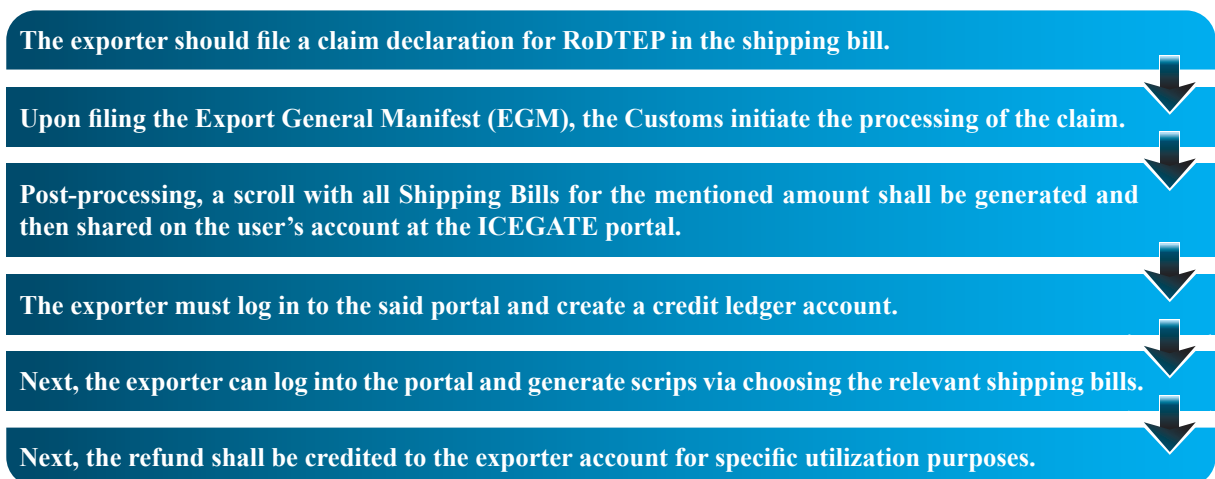 The exporter should file a claim declaration for RoDTEP in the shipping bill.
Upon filing the Export General Manifest (EGM), the Customs initiate the processing of the claim.
Post-processing, a scroll with all Shipping Bills for the mentioned amount shall be generated and
then shared on the user’s account at the ICEGATE portal.
The exporter must log in to the said portal and create a credit ledger account.
Next, the exporter can log into the portal and generate scrips via choosing the relevant shipping bills.
Next, the refund shall be credited to the exporter account for specific utilization purposes.